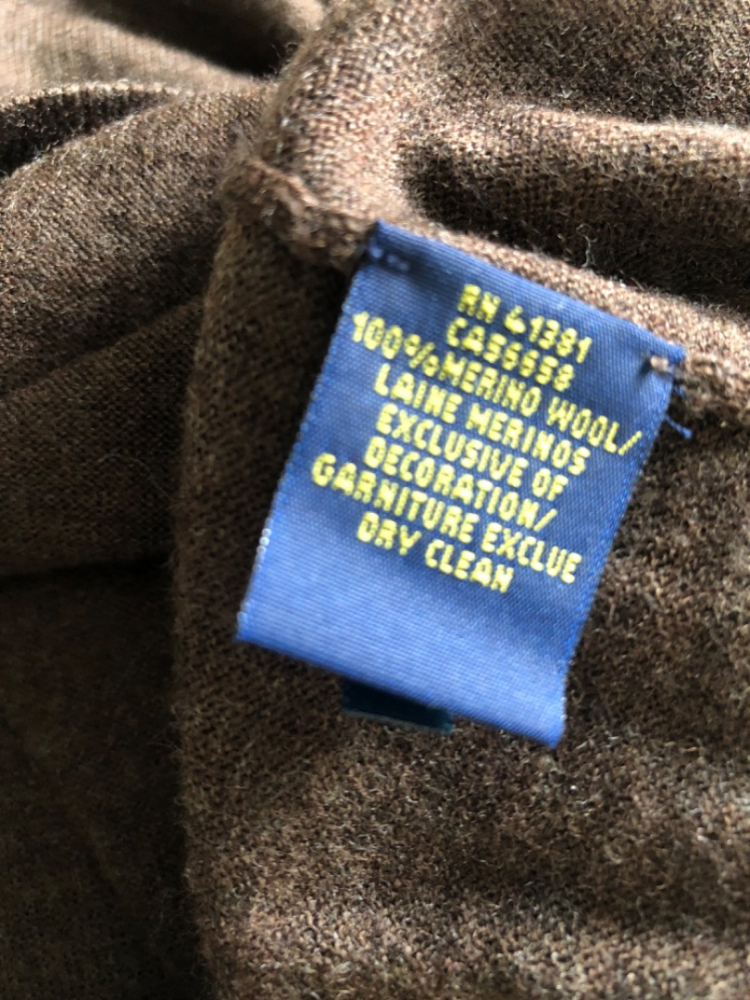 RN 41381
CA56658
100% MERINO WOOL/
LAINE MERINOS
EXCLUSIVE OF
DECORATION/
GARNITURE EXCLUE
DRY CLEAN